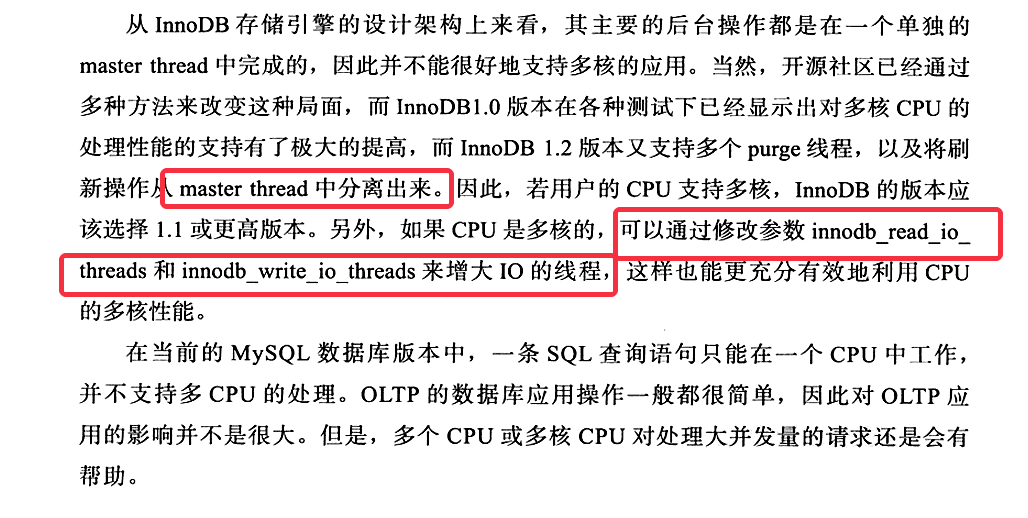 从 InnoDB 存储引擎的设计架构上来看，其主要的后台操作都是在一个单独的
master thread 中完成的，因此并不能很好地支持多核的应用。当然，开源社区已经通过
多种方法来改变这种局面，而 InnoDB1.0 版本在各种测试下已经显示出对多核 CPU 的
处理性能的支持有了极大的提高，而 InnoDB 1.2 版本又支持多个 purge 线程，以及将刷
新操作从 master thread 中分离出来。因此，若用户的 CPU 支持多核，InnoDB 的版本应
该选择 1.1 或更高版本。另外，如果 CPU 是多核的，可以通过修改参数 innodb_read_io_
threads 和 innodb_write_io_threads 来增大 IO 的线程，这样也能更充分有效地利用 CPU
的多核性能。
在当前的 MySQL 数据库版本中，一条 SQL 查询语句只能在一个 CPU 中工作，
并不支持多 CPU 的处理。OLTP 的数据库应用操作一般都很简单，因此对 OLTP 应
用的影响并不是很大。但是，多个 CPU 或多核 CPU 对处理大并发量的请求还是会有
帮助。